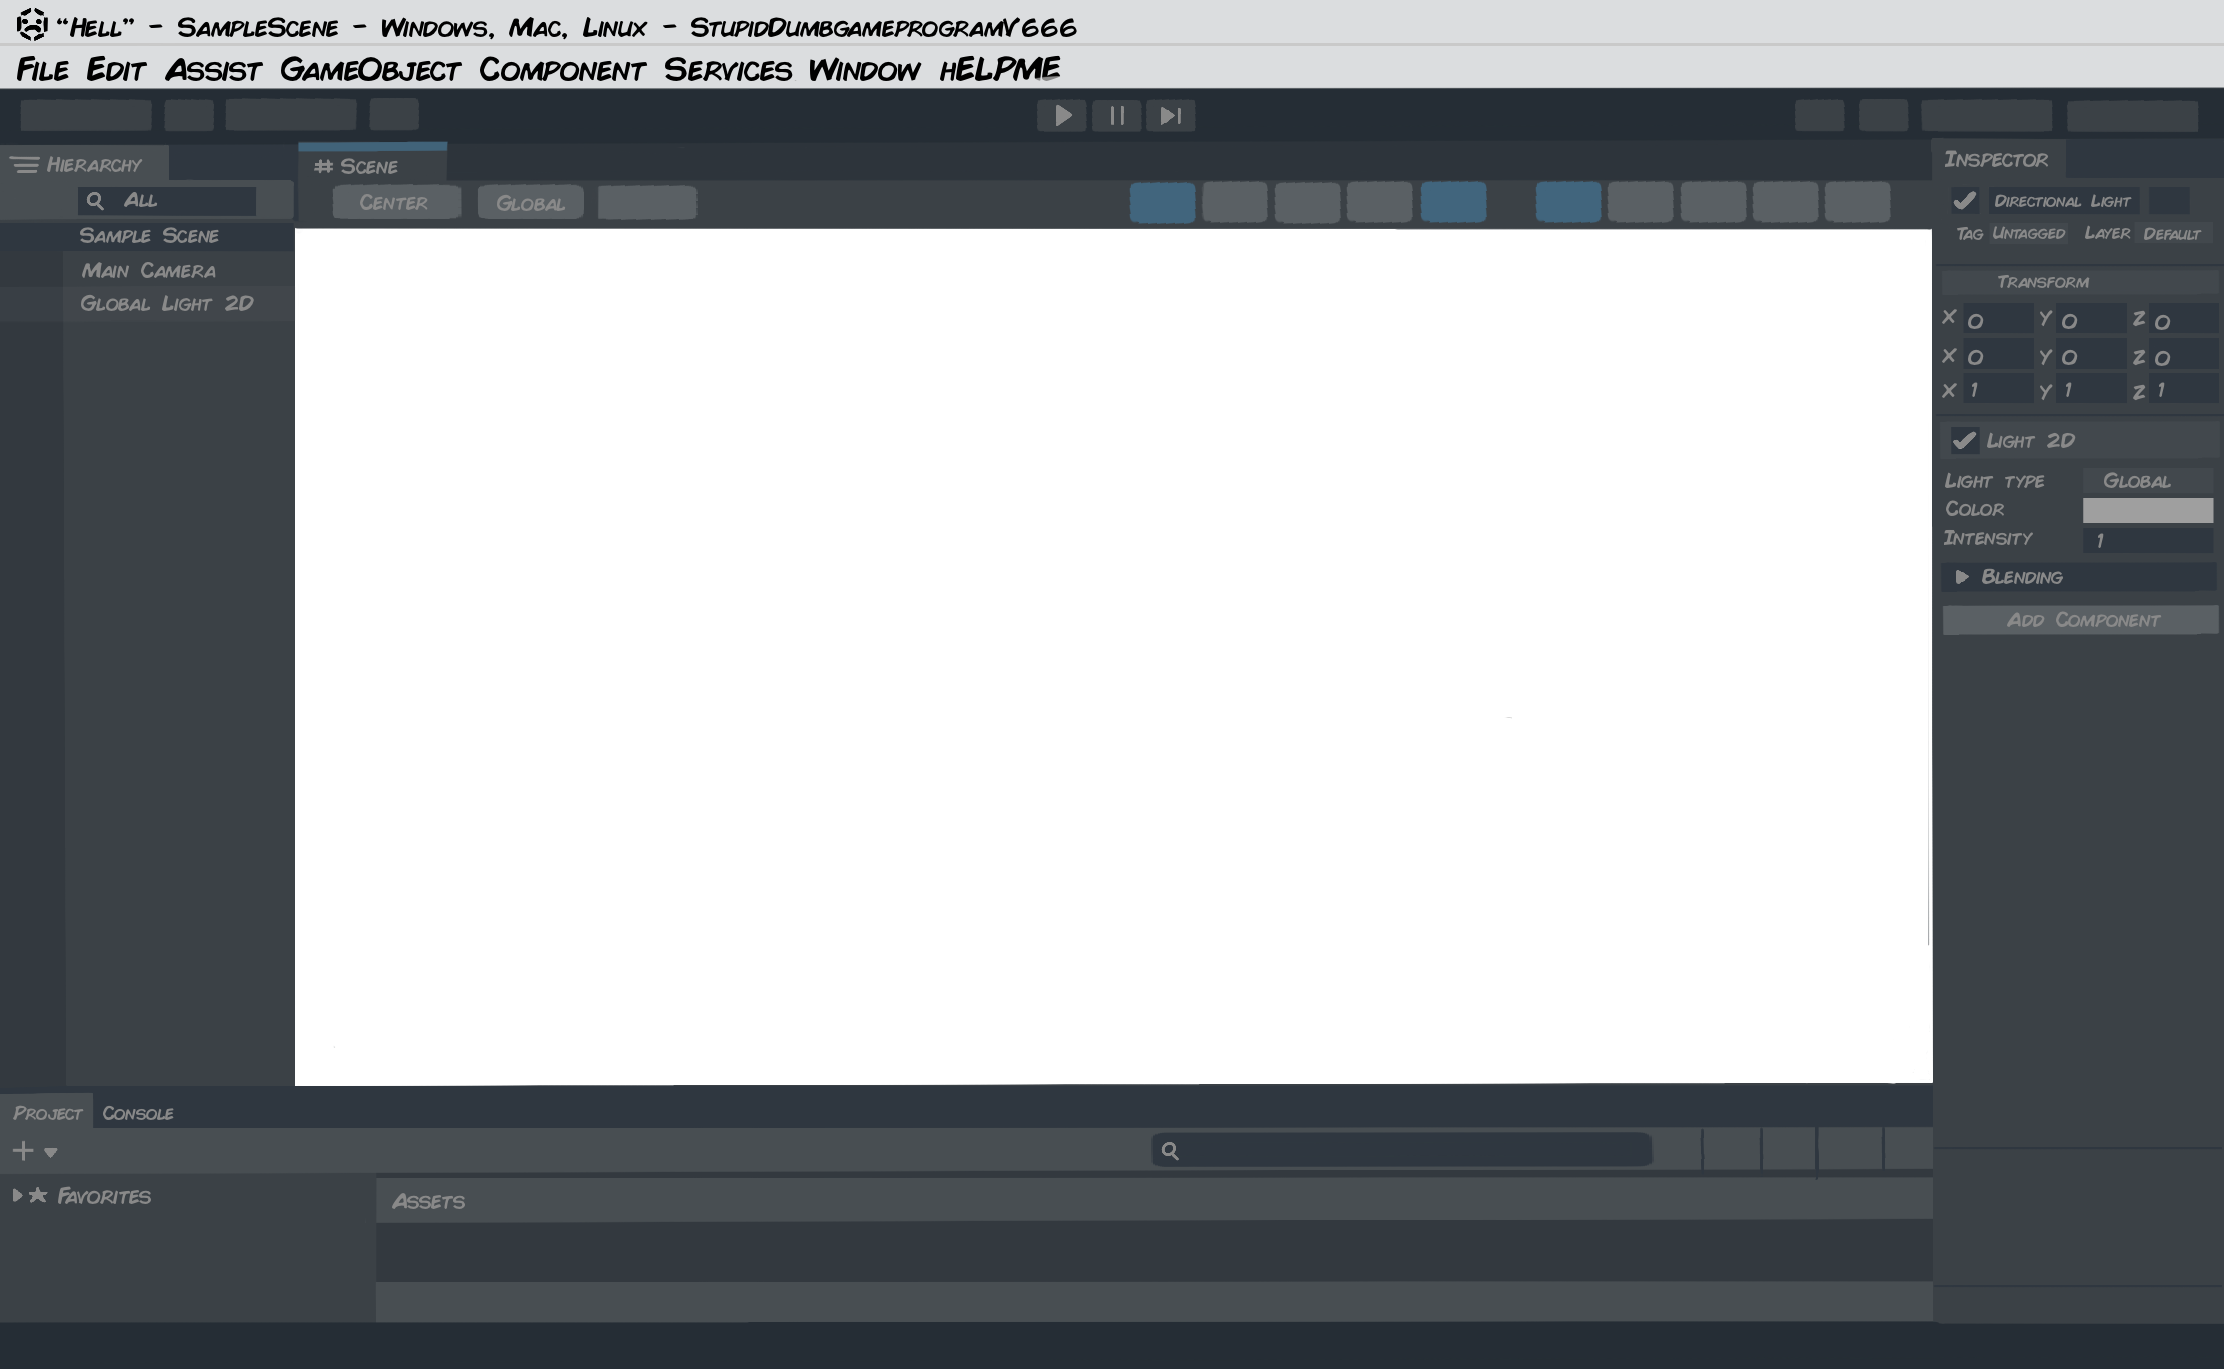 "Hell" - SampleScene - Windows, Mac, Linux - StupidDumbgameprogramV666
File Edit Assist GameObject Component Services Window hELPME
Hierarchy
# Scene
Inspector
All
Center Global
Directional Light
Tag Untagged Layer Default
Sample Scene
Main Camera
Global Light 2D
Transform
X 0 Y 0 Z 0
X 0 Y 0 Z 0
X 1 Y 1 Z 1
Light 2D
Light type Global
Color
Intensity 1
Blending
Add Component
Project Console
Favorites
Assets